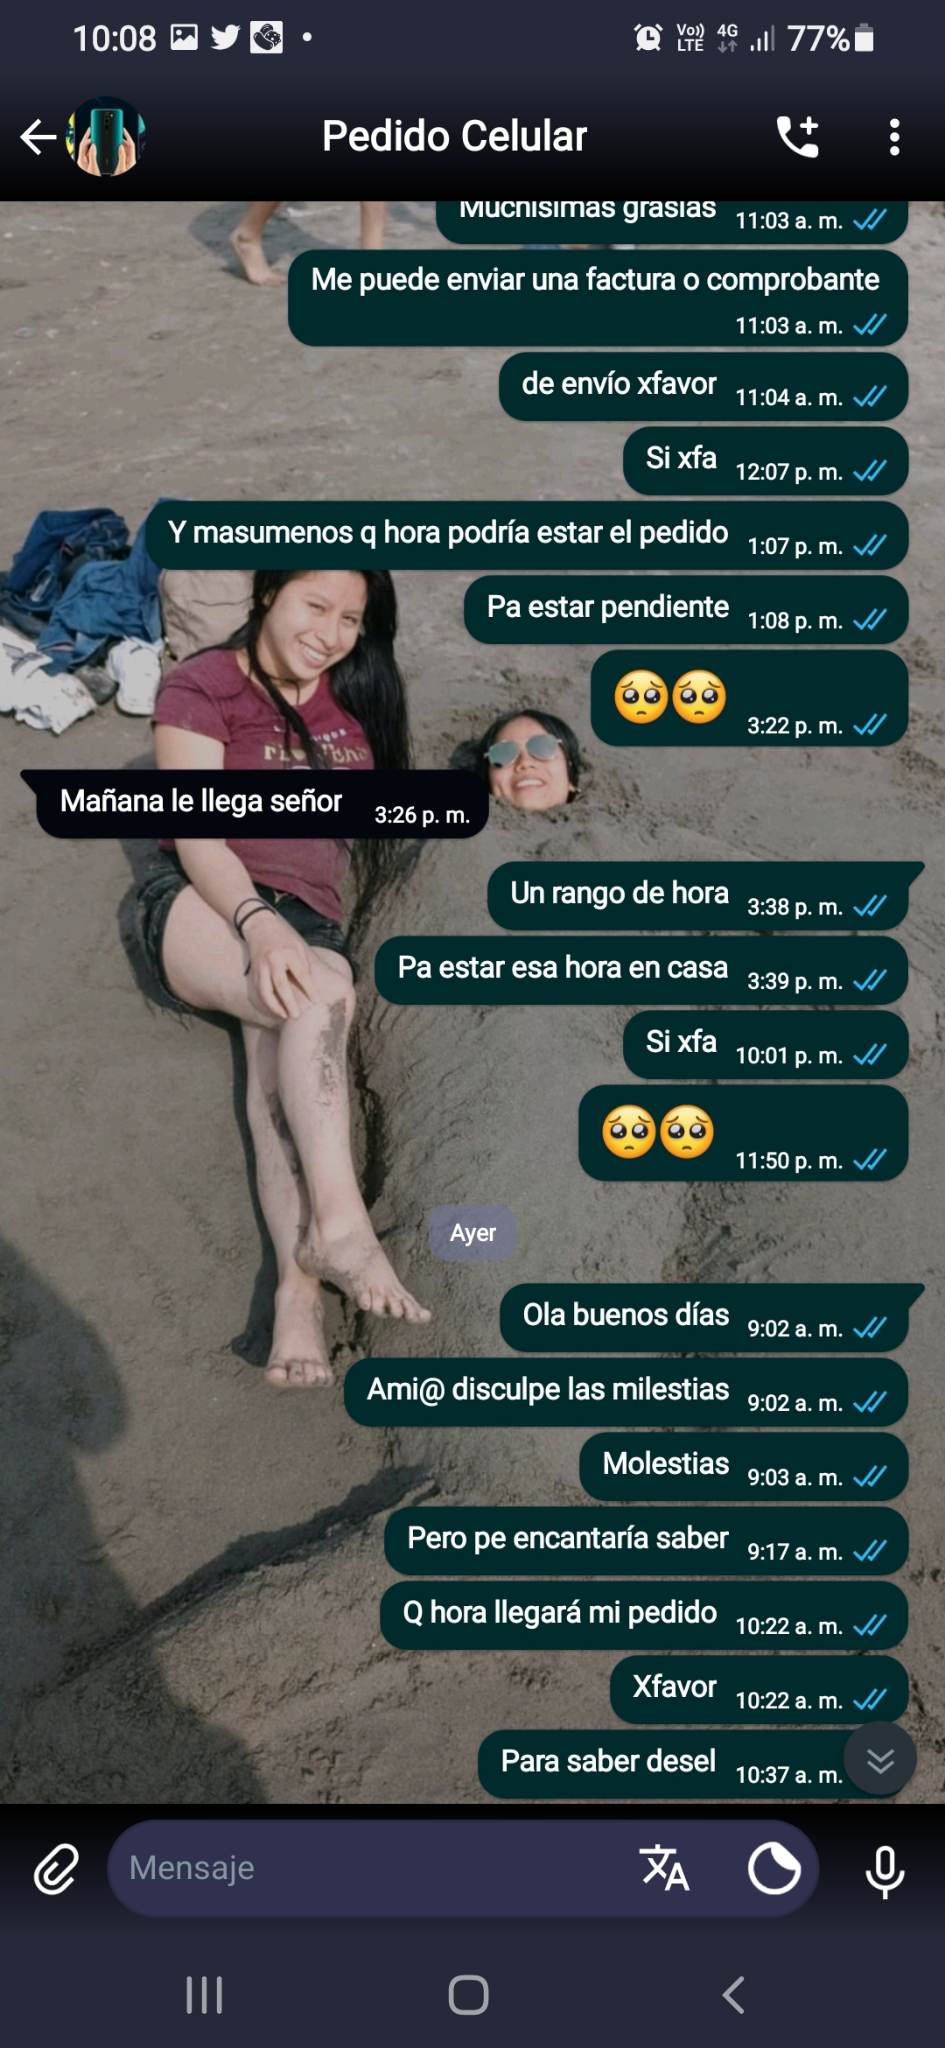 10:08
Vo)) LTE 4G 77%
Pedido Celular
Muchisimas grasias 11:03 a. m.
Me puede enviar una factura o comprobante
11:03 a. m.
de envío xfavor 11:04 a. m.
Si xfa 12:07 p. m.
Y masumenos q hora podría estar el pedido 1:07 p. m.
Pa estar pendiente 1:08 p. m.
🥺🥺 3:22 p. m.
Mañana le llega señor 3:26 p. m.
Un rango de hora 3:38 p. m.
Pa estar esa hora en casa 3:39 p. m.
Si xfa 10:01 p. m.
🥺🥺 11:50 p. m.
Ayer
Ola buenos días 9:02 a. m.
Ami@ disculpe las milestias 9:02 a. m.
Molestias 9:03 a. m.
Pero pe encantaría saber 9:17 a. m.
Q hora llegará mi pedido 10:22 a. m.
Xfavor 10:22 a. m.
Para saber desel 10:37 a. m.
Mensaje